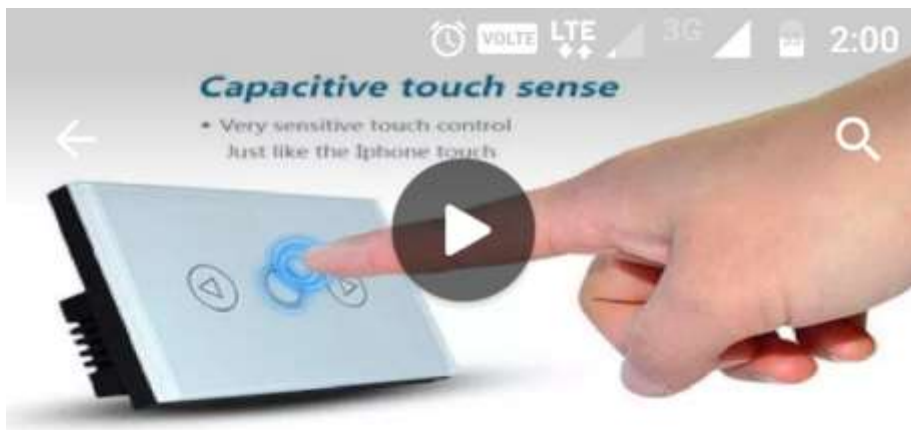 VOLTE LTE 3G 2:00
Capacitive touch sense
• Very sensitive touch control
Just like the Iphone touch